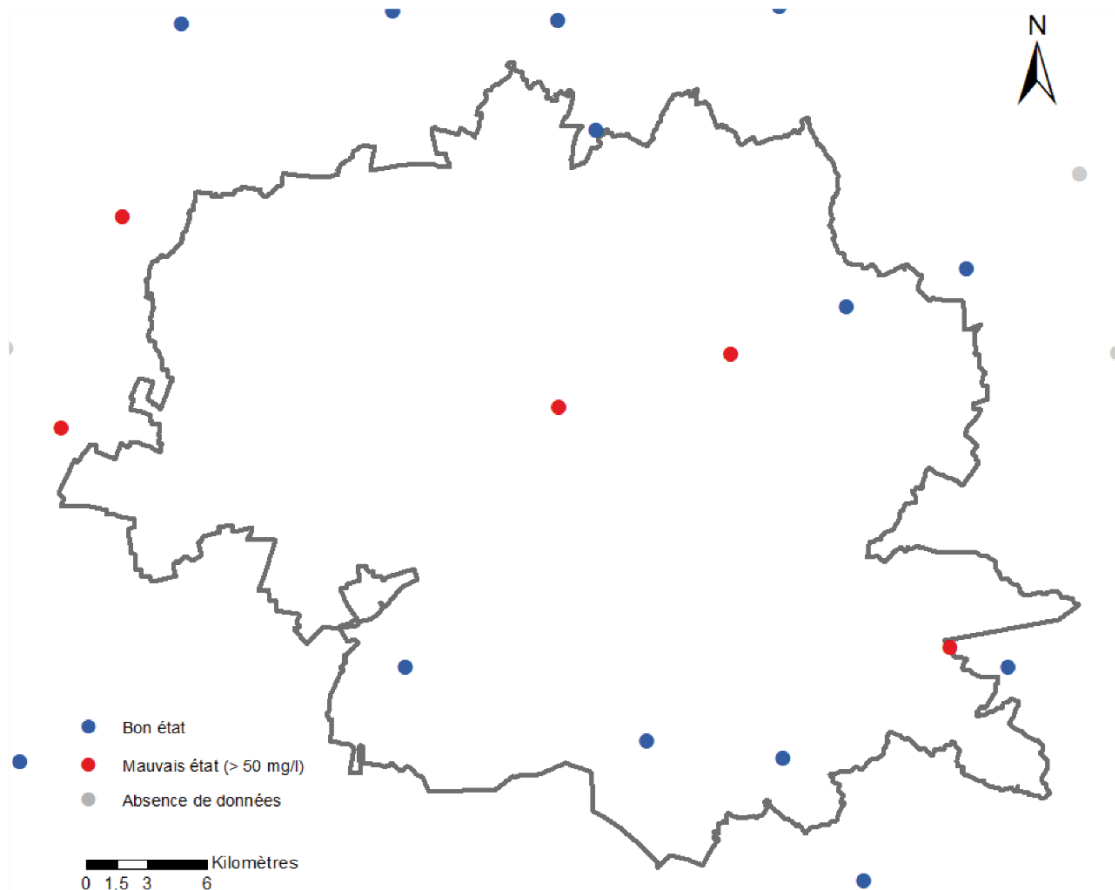 N
Bon état
Mauvais état (> 50 mg/l)
Absence de données
Kilomètres
0 1.5 3 6